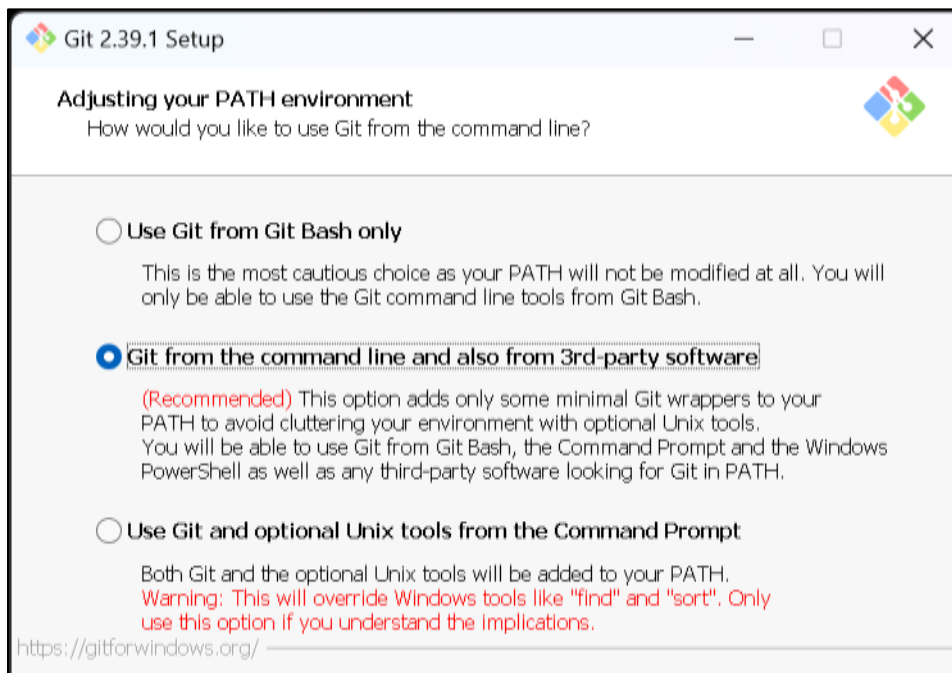 Git 2.39.1 Setup
Adjusting your PATH environment
How would you like to use Git from the command line?
Use Git from Git Bash only
This is the most cautious choice as your PATH will not be modified at all. You will
only be able to use the Git command line tools from Git Bash.
Git from the command line and also from 3rd-party software
(Recommended) This option adds only some minimal Git wrappers to your
PATH to avoid cluttering your environment with optional Unix tools.
You will be able to use Git from Git Bash, the Command Prompt and the Windows
PowerShell as well as any third-party software looking for Git in PATH.
Use Git and optional Unix tools from the Command Prompt
Both Git and the optional Unix tools will be added to your PATH.
Warning: This will override Windows tools like "find" and "sort". Only
use this option if you understand the implications.
https://gitforwindows.org/